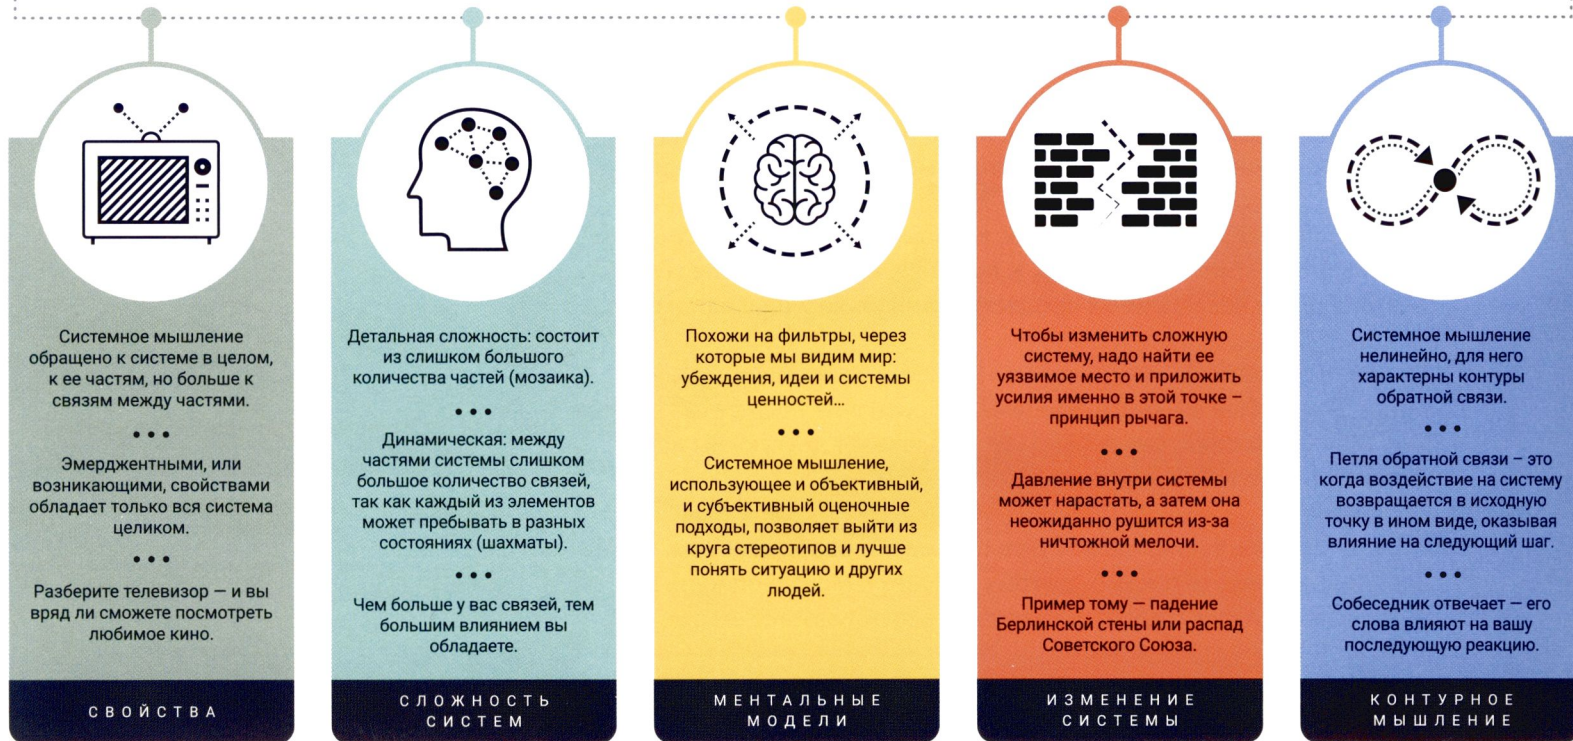 Системное мышление
обращено к системе в целом,
к ее частям, но больше к
связям между частями.
•••
Эмерджентными, или
возникающими, свойствами
обладает только вся система
целиком.
•••
Разберите телевизор — и вы
вряд ли сможете посмотреть
любимое кино.
СВОЙСТВА
Детальная сложность: состоит
из слишком большого
количества частей (мозаика).
•••
Динамическая: между
частями системы слишком
большое количество связей,
так как каждый из элементов
может пребывать в разных
состояниях (шахматы).
•••
Чем больше у вас связей, тем
большим влиянием вы
обладаете.
СЛОЖНОСТЬ
СИСТЕМ
Похожи на фильтры, через
которые мы видим мир:
убеждения, идеи и системы
ценностей...
•••
Системное мышление,
использующее и объективный,
и субъективный оценочные
подходы, позволяет выйти из
круга стереотипов и лучше
понять ситуацию и других
людей.
МЕНТАЛЬНЫЕ
МОДЕЛИ
Чтобы изменить сложную
систему, надо найти ее
уязвимое место и приложить
усилия именно в этой точке –
принцип рычага.
•••
Давление внутри системы
может нарастать, а затем она
неожиданно рушится из-за
ничтожной мелочи.
•••
Пример тому — падение
Берлинской стены или распад
Советского Союза.
ИЗМЕНЕНИЕ
СИСТЕМЫ
Системное мышление
нелинейно, для него
характерны контуры
обратной связи.
•••
Петля обратной связи – это
когда воздействие на систему
возвращается в исходную
точку в ином виде, оказывая
влияние на следующий шаг.
•••
Собеседник отвечает — его
слова влияют на вашу
последующую реакцию.
КОНТУРНОЕ
МЫШЛЕНИЕ